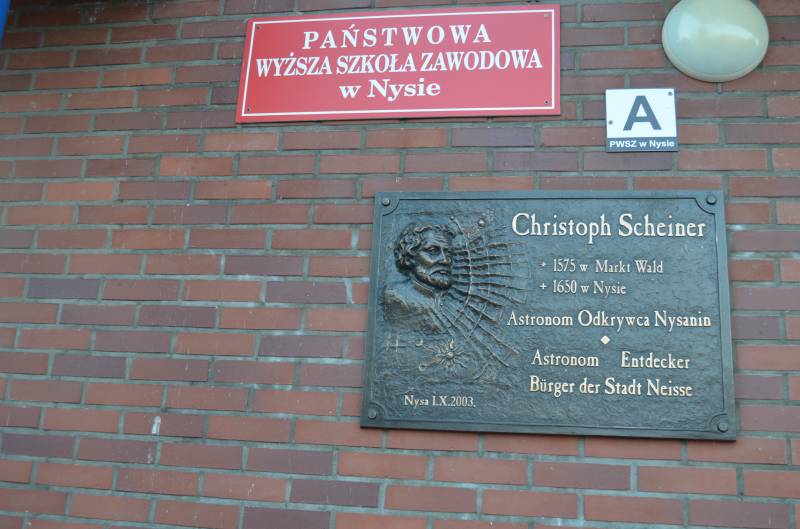 PAŃSTWOWA
WYŻSZA SZKOŁA ZAWODOWA
w Nysie
A
PWSZ w Nysie
Christoph Scheiner
* 1575 w Markt Wald
+ 1650 w Nysie
Astronom Odkrywca Nysanin
Astronom Entdecker
Bürger der Stadt Neisse
Nysa I.X.2003.